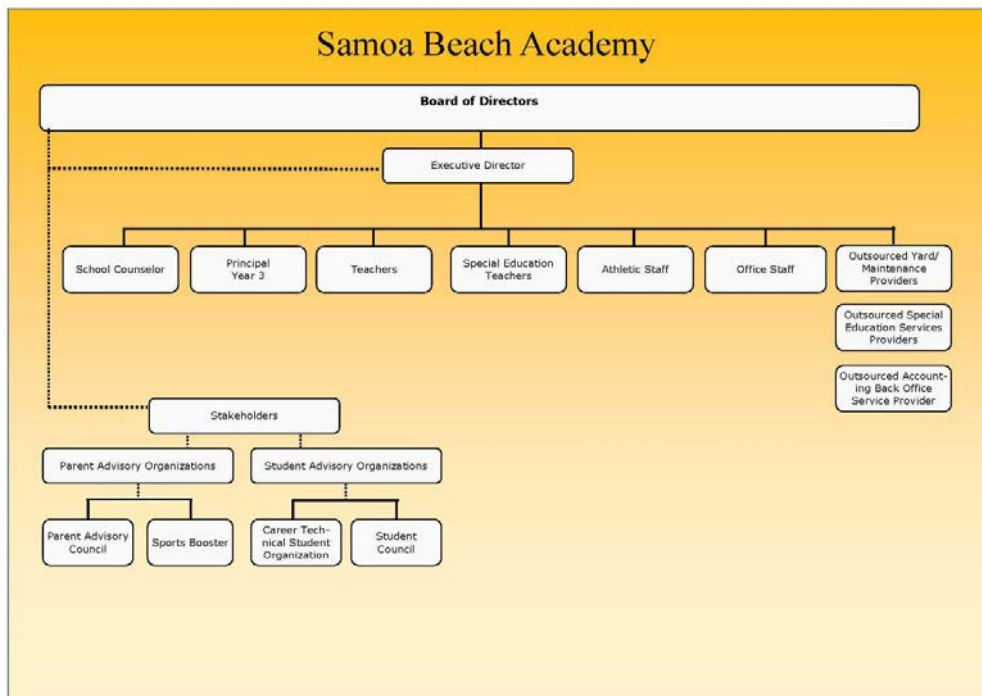 Samoa Beach Academy
Board of Directors
Executive Director
School Counselor
Principal
Year 3
Teachers
Special Education
Teachers
Athletic Staff
Office Staff
Outsourced Yard/
Maintenance
Providers
Outsourced Special
Education Services
Providers
Outsourced Account-
ing Back Office
Service Provider
Stakeholders
Parent Advisory Organizations
Student Advisory Organizations
Parent Advisory
Council
Sports Booster
Career Tech-
nical Student
Organization
Student
Council